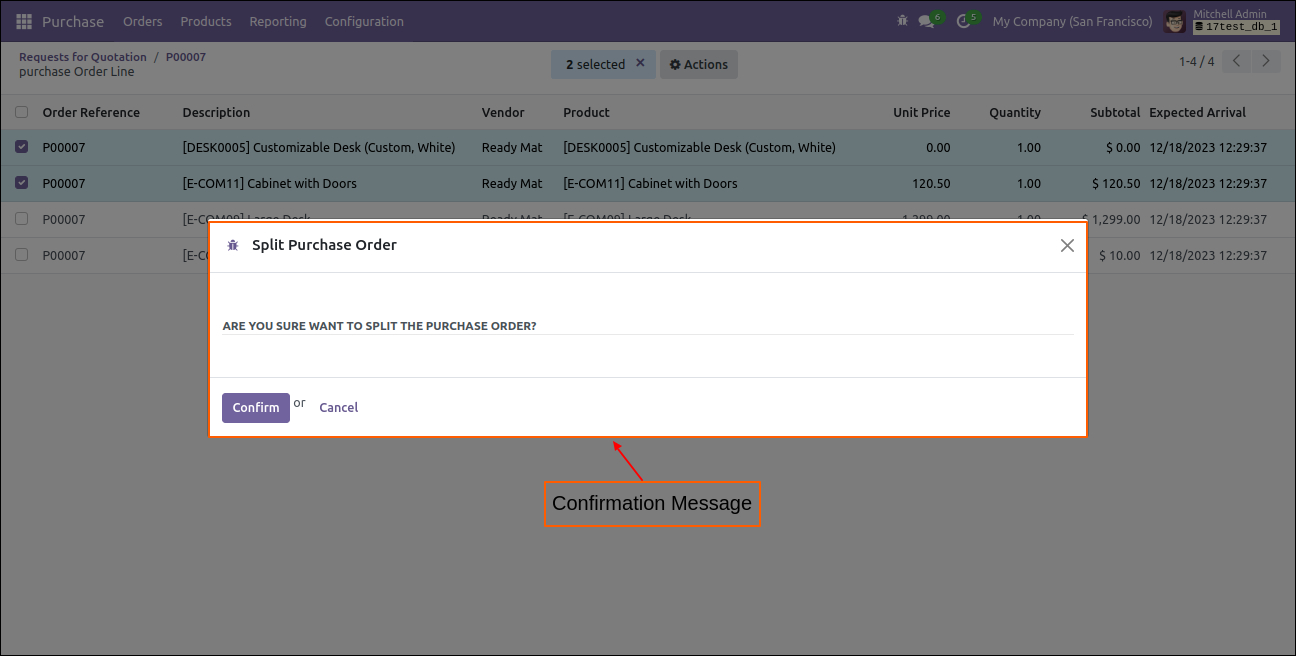 Purchase Orders Products Reporting Configuration 6 5 My Company (San Francisco) Mitchell Admin
17test_db_1
Requests for Quotation / P00007
purchase Order Line
2 selected Actions 1-4 / 4
Order Reference Description Vendor Product Unit Price Quantity Subtotal Expected Arrival
P00007 [DESK0005] Customizable Desk (Custom, White) Ready Mat [DESK0005] Customizable Desk (Custom, White) 0.00 1.00 $ 0.00 12/18/2023 12:29:37
P00007 [E-COM11] Cabinet with Doors Ready Mat [E-COM11] Cabinet with Doors 120.50 1.00 $ 120.50 12/18/2023 12:29:37
P00007 [E-COM09] Large Desk Ready Mat [E-COM09] Large Desk 1,299.00 1.00 $ 1,299.00 12/18/2023 12:29:37
P00007 [E-CO $ 10.00 12/18/2023 12:29:37
Split Purchase Order
ARE YOU SURE WANT TO SPLIT THE PURCHASE ORDER?
Confirm or Cancel
Confirmation Message